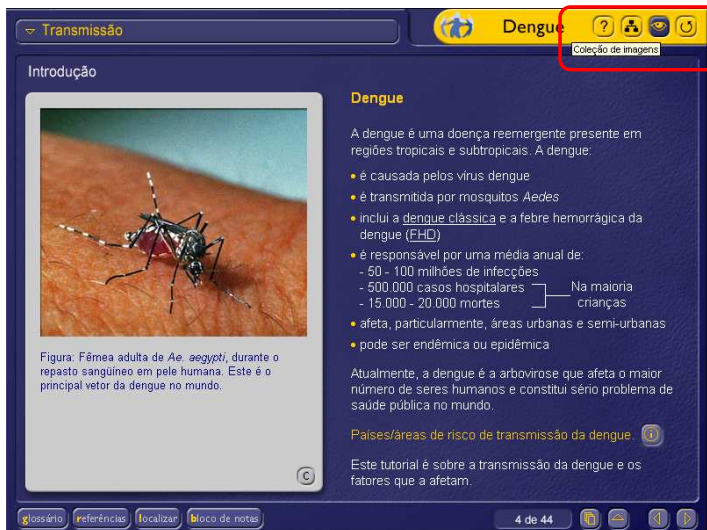 Transmissão
Dengue
?
Coleção de imagens
Introdução
Dengue
A dengue é uma doença reemergente presente em
regiões tropicais e subtropicais. A dengue:
• é causada pelos vírus dengue
• é transmitida por mosquitos Aedes
• inclui a dengue clássica e a febre hemorrágica da
dengue (FHD)
• é responsável por uma média anual de:
- 50 - 100 milhões de infecções
- 500.000 casos hospitalares
- 15.000 - 20.000 mortes
Na maioria
crianças
• afeta, particularmente, áreas urbanas e semi-urbanas
• pode ser endêmica ou epidêmica
Atualmente, a dengue é a arbovirose que afeta o maior
número de seres humanos e constitui sério problema de
saúde pública no mundo.
Países/áreas de risco de transmissão da dengue. i
Este tutorial é sobre a transmissão da dengue e os
fatores que a afetam.
Figura: Fêmea adulta de Ae. aegypti, durante o
repasto sangüíneo em pele humana. Este é o
principal vetor da dengue no mundo.
C
glossário referências localizar bloco de notas 4 de 44